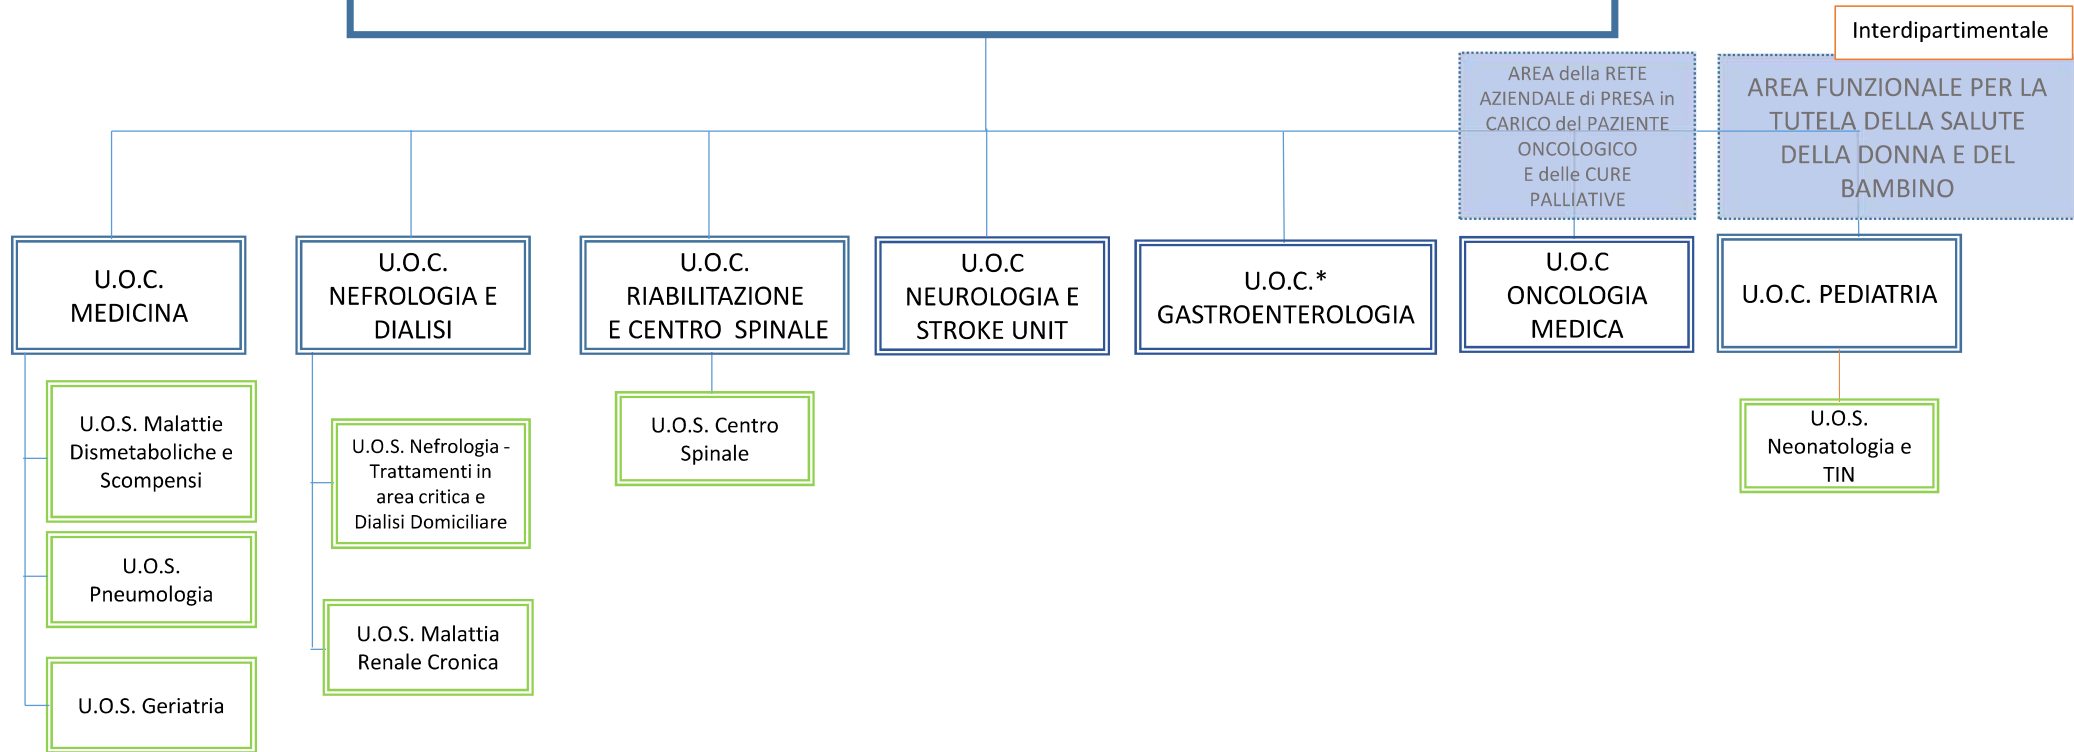 Interdipartimentale
AREA della RETE
AZIENDALE di PRESA in
CARICO del PAZIENTE
ONCOLOGICO
E delle CURE
PALLIATIVE
AREA FUNZIONALE PER LA
TUTELA DELLA SALUTE
DELLA DONNA E DEL
BAMBINO
U.O.C.
MEDICINA
U.O.C.
NEFROLOGIA E
DIALISI
U.O.C.
RIABILITAZIONE
E CENTRO SPINALE
U.O.C
NEUROLOGIA E
STROKE UNIT
U.O.C.*
GASTROENTEROLOGIA
U.O.C
ONCOLOGIA
MEDICA
U.O.C. PEDIATRIA
U.O.S. Malattie
Dismetaboliche e
Scompensi
U.O.S.
Pneumologia
U.O.S. Geriatria
U.O.S. Nefrologia -
Trattamenti in
area critica e
Dialisi Domiciliare
U.O.S. Malattia
Renale Cronica
U.O.S. Centro
Spinale
U.O.S.
Neonatologia e
TIN